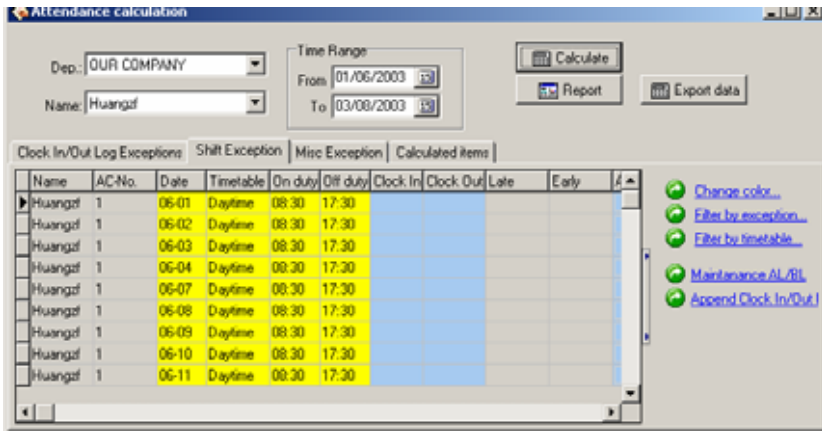 Attendance calculation
Dep.: OUR COMPANY
Name: Huangzf
Time Range
From 01/06/2003
To 03/08/2003
Calculate
Report
Export data
Clock In/Out Log Exceptions Shift Exception Misc Exception Calculated items
Name AC-No. Date Timetable On duty Off duty Clock In Clock Out Late Early A
Huangzf 1 06-01 Daytime 08:30 17:30
Huangzf 1 06-02 Daytime 08:30 17:30
Huangzf 1 06-03 Daytime 08:30 17:30
Huangzf 1 06-04 Daytime 08:30 17:30
Huangzf 1 06-07 Daytime 08:30 17:30
Huangzf 1 06-08 Daytime 08:30 17:30
Huangzf 1 06-09 Daytime 08:30 17:30
Huangzf 1 06-10 Daytime 08:30 17:30
Huangzf 1 06-11 Daytime 08:30 17:30
Change color...
Filter by exception...
Filter by timetable...
Maintanance AL/BL
Append Clock In/Out